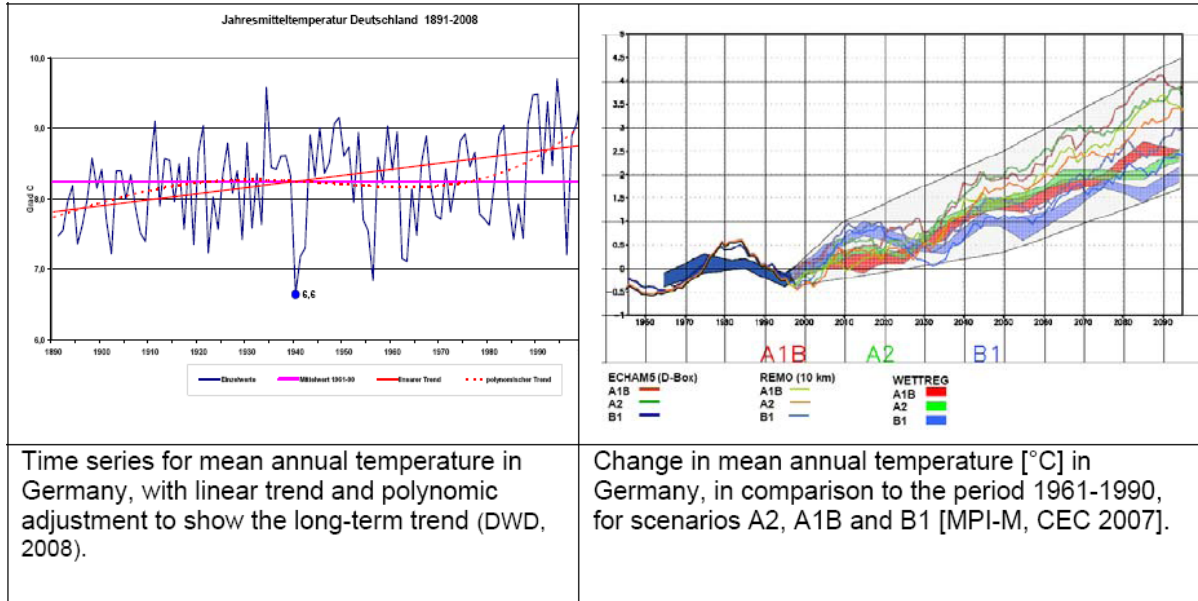 Jahresmitteltemperatur Deutschland 1891-2008
Grad C
10,0
9,0
8,0
7,0
6,0
6,6
1890 1900 1910 1920 1930 1940 1950 1960 1970 1980 1990
Einzelwerte Mittelwert 1961-90 linearer Trend polynomischer Trend
5
4.5
4
3.5
3
2.5
2
1.5
1
0.5
0
-0.5
-1
1960 1970 1980 1990 2000 2010 2020 2030 2040 2050 2060 2070 2080 2090
A1B A2 B1
ECHAM5 (D-Box) REMO (10 km) WETTREG
A1B A1B A1B
A2 A2 A2
B1 B1 B1
Time series for mean annual temperature in
Germany, with linear trend and polynomic
adjustment to show the long-term trend (DWD,
2008).
Change in mean annual temperature [°C] in
Germany, in comparison to the period 1961-1990,
for scenarios A2, A1B and B1 [MPI-M, CEC 2007].